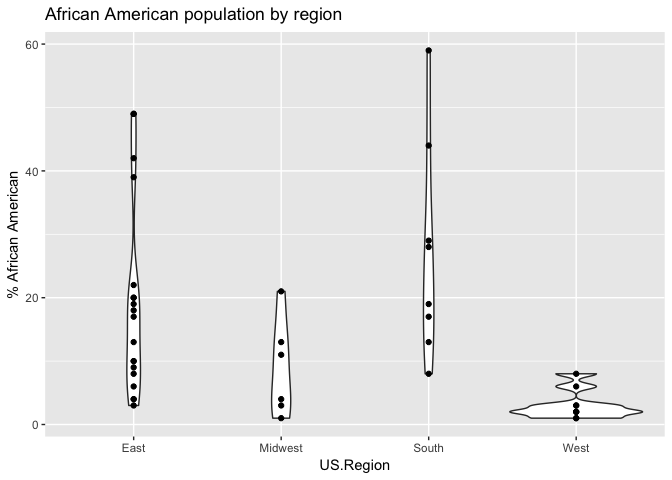 African American population by region
60
40
20
0
% African American
East Midwest South West
US.Region